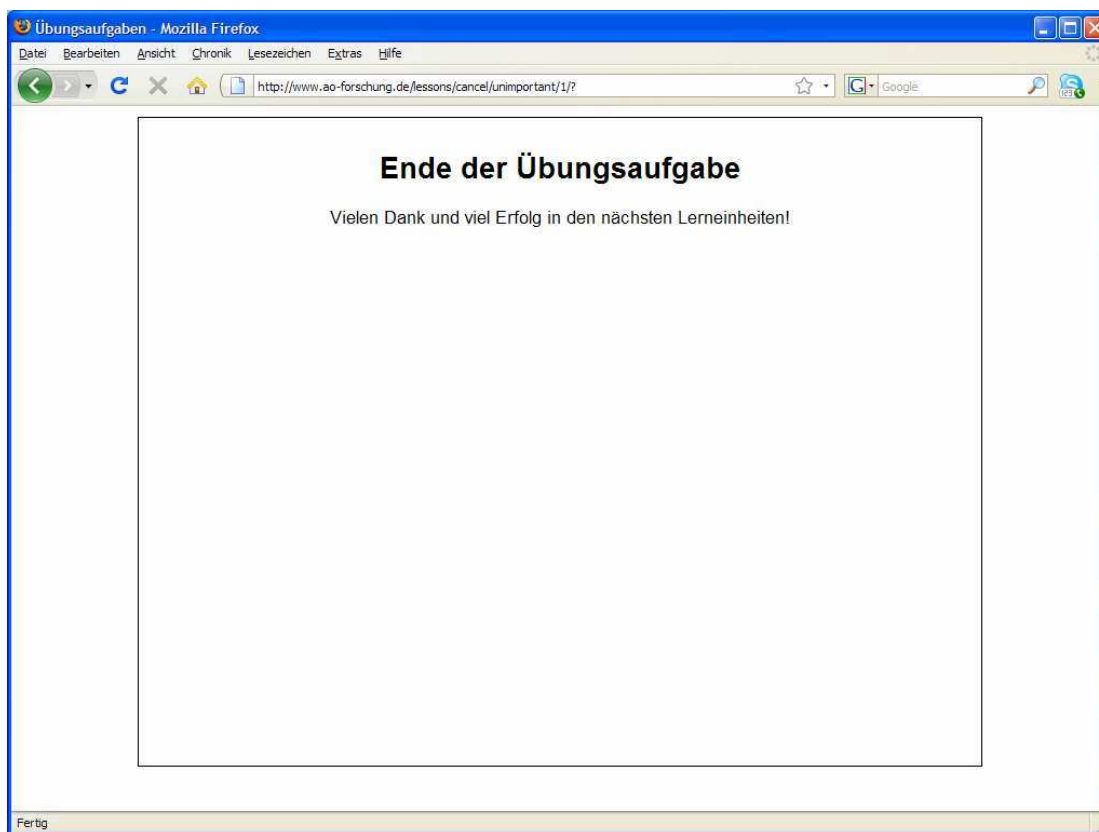 Übungsaufgaben - Mozilla Firefox
Datei Bearbeiten Ansicht Chronik Lesezeichen Extras Hilfe
http://www.ao-forschung.de/lessons/cancel/unimportant/1/? G Google 123
Ende der Übungsaufgabe
Vielen Dank und viel Erfolg in den nächsten Lerneinheiten!
Fertig